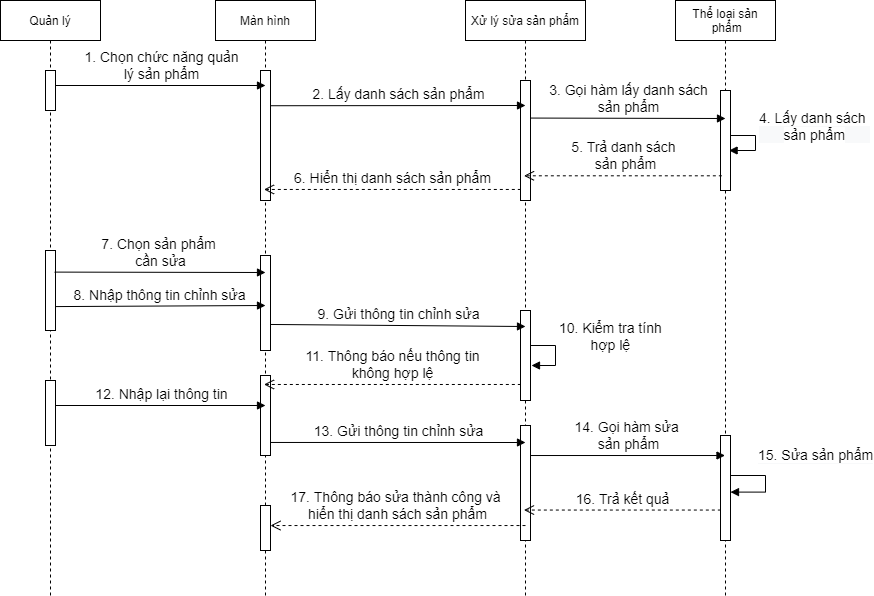 Quản lý
Màn hình
Xử lý sửa sản phẩm
Thể loại sản
phẩm
1. Chọn chức năng quản
lý sản phẩm
2. Lấy danh sách sản phẩm
3. Gọi hàm lấy danh sách
sản phẩm
4. Lấy danh sách
sản phẩm
5. Trả danh sách
sản phẩm
6. Hiển thị danh sách sản phẩm
7. Chọn sản phẩm
cần sửa
8. Nhập thông tin chỉnh sửa
9. Gửi thông tin chỉnh sửa
10. Kiểm tra tính
hợp lệ
11. Thông báo nếu thông tin
không hợp lệ
12. Nhập lại thông tin
13. Gửi thông tin chỉnh sửa
14. Gọi hàm sửa
sản phẩm
15. Sửa sản phẩm
16. Trả kết quả
17. Thông báo sửa thành công và
hiển thị danh sách sản phẩm